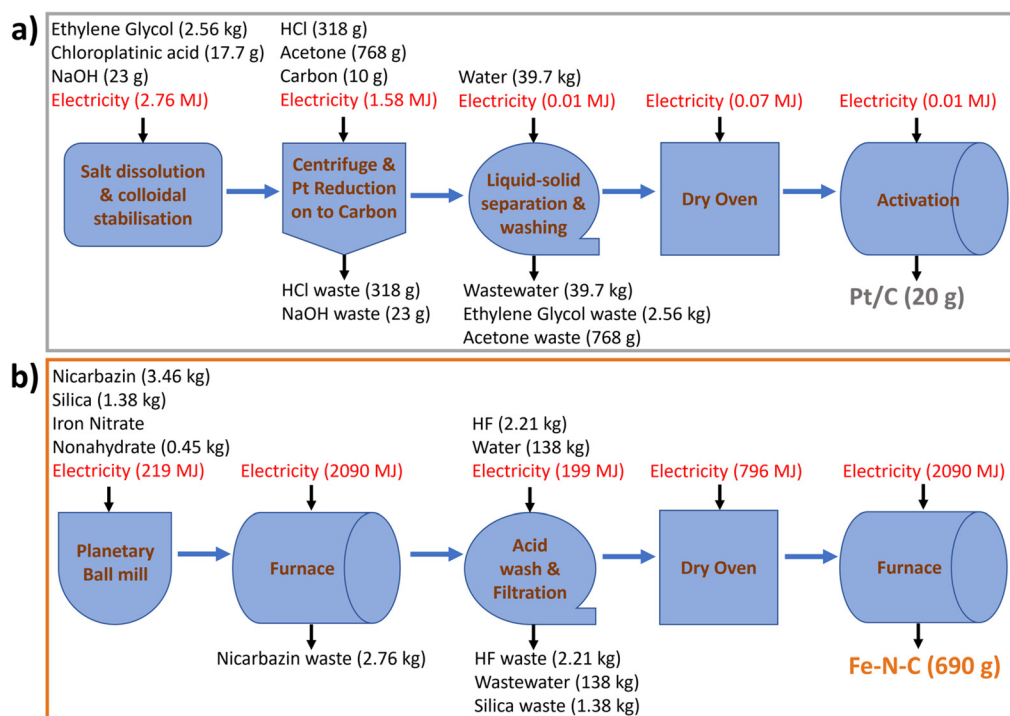 a)
Ethylene Glycol (2.56 kg)
Chloroplatinic acid (17.7 g)
NaOH (23 g)
Electricity (2.76 MJ)
HCl (318 g)
Acetone (768 g)
Carbon (10 g)
Electricity (1.58 MJ)
Water (39.7 kg)
Electricity (0.01 MJ)
Electricity (0.07 MJ)
Electricity (0.01 MJ)
Salt dissolution
& colloidal
stabilisation
Centrifuge &
Pt Reduction
on to Carbon
Liquid-solid
separation &
washing
Dry Oven
Activation
HCl waste (318 g)
NaOH waste (23 g)
Wastewater (39.7 kg)
Ethylene Glycol waste (2.56 kg)
Acetone waste (768 g)
Pt/C (20 g)
b)
Nicarbazin (3.46 kg)
Silica (1.38 kg)
Iron Nitrate
Nonahydrate (0.45 kg)
Electricity (219 MJ)
Electricity (2090 MJ)
HF (2.21 kg)
Water (138 kg)
Electricity (199 MJ)
Electricity (796 MJ)
Electricity (2090 MJ)
Planetary
Ball mill
Furnace
Acid
wash &
Filtration
Dry Oven
Furnace
Nicarbazin waste (2.76 kg)
HF waste (2.21 kg)
Wastewater (138 kg)
Silica waste (1.38 kg)
Fe-N-C (690 g)